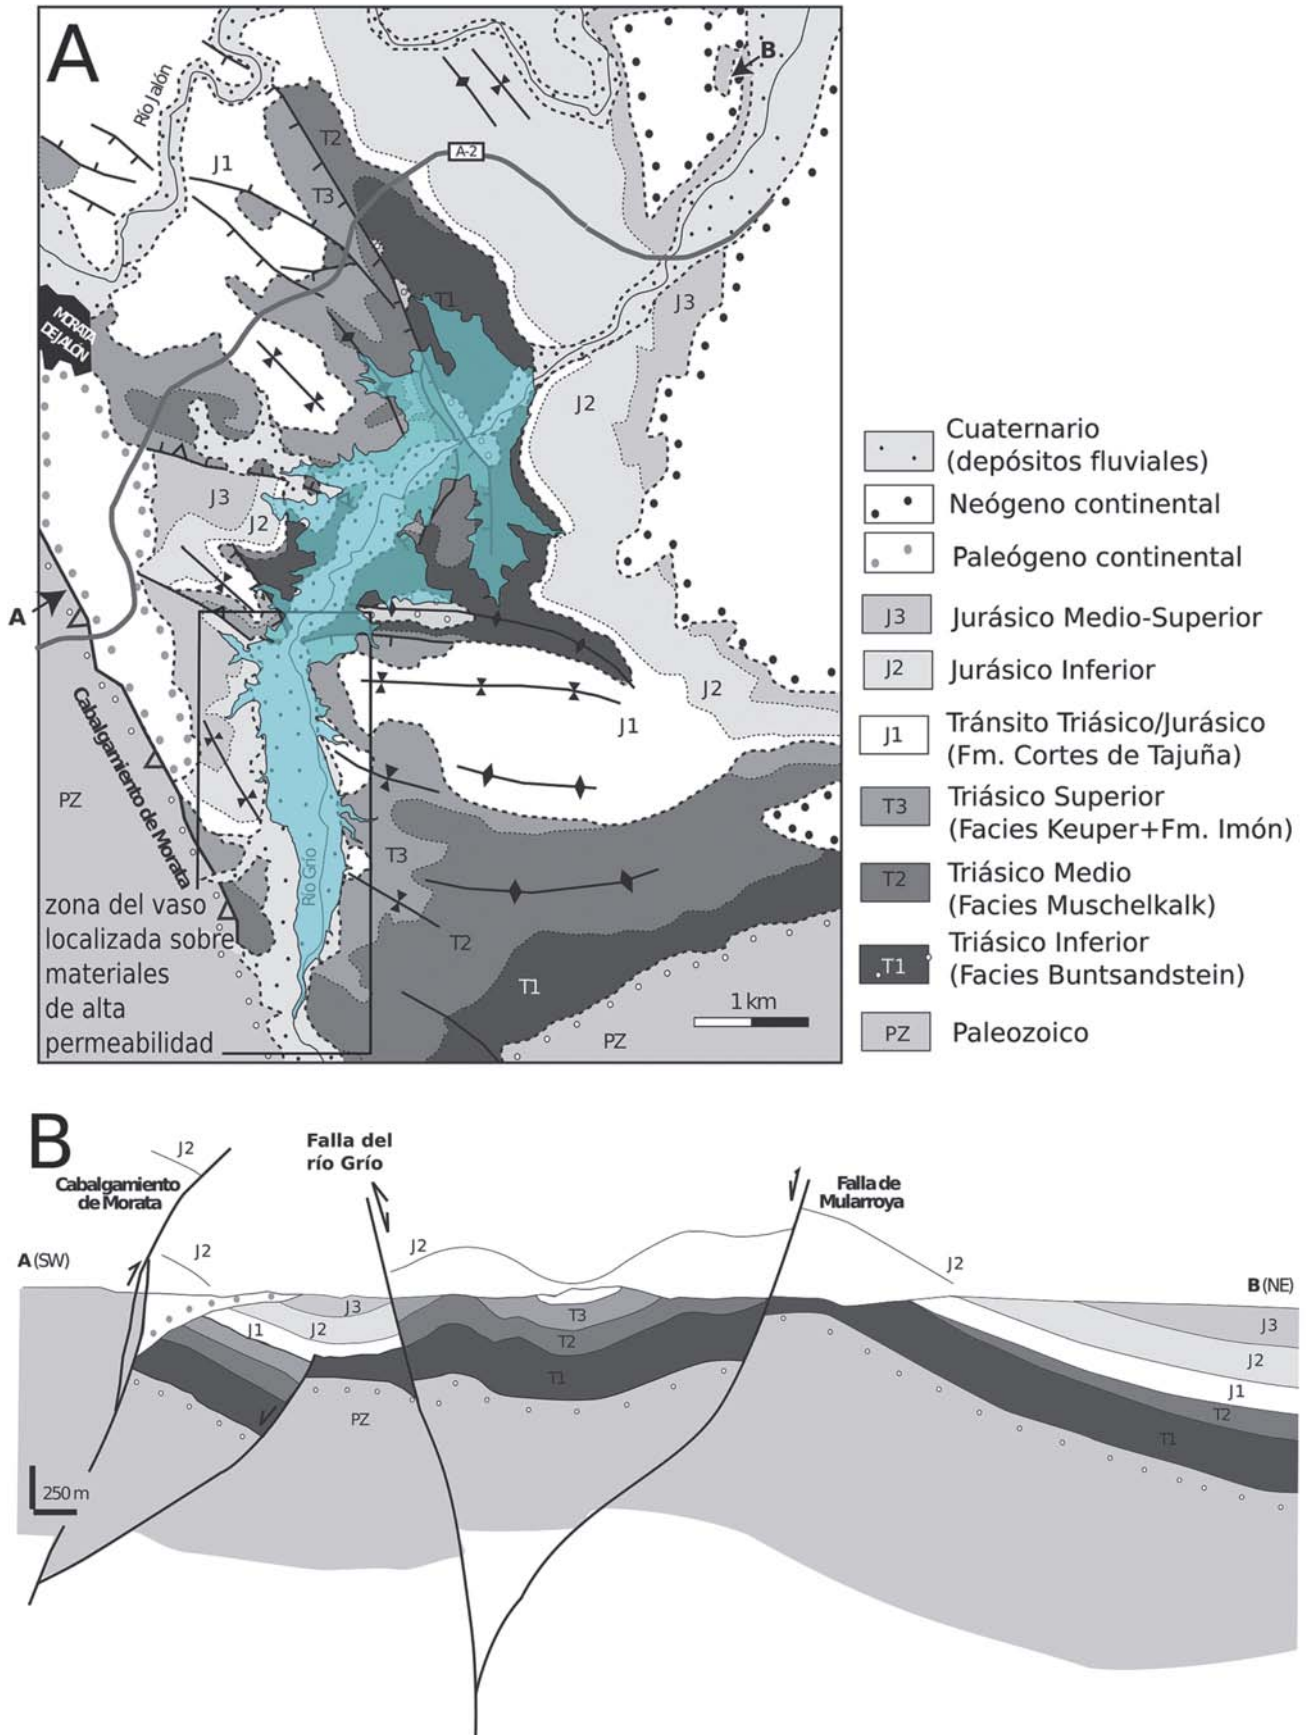 A
Río Jalón
B
J1
T2
A-2
T3
T1
J3
MORATA
DE JALÓN
J2
J3
J2
A
J2
J1
Cabalgamiento de Morata
PZ
Río Grío
T3
zona del vaso
localizada sobre
materiales
de alta
permeabilidad
T2
T1
1 km
PZ
Cuaternario
(depósitos fluviales)
Neógeno continental
Paleógeno continental
J3 Jurásico Medio-Superior
J2 Jurásico Inferior
J1 Tránsito Triásico/Jurásico
(Fm. Cortes de Tajuña)
T3 Triásico Superior
(Facies Keuper+Fm. Imón)
T2 Triásico Medio
(Facies Muschelkalk)
T1 Triásico Inferior
(Facies Buntsandstein)
PZ Paleozoico
B
J2
Cabalgamiento
de Morata
Falla del
río Grío
Falla de
Mularroya
A (SW)
J2
J2
J2
B (NE)
J3
J1
J2
T3
T2
T1
PZ
J3
J2
J1
T2
T1
250 m